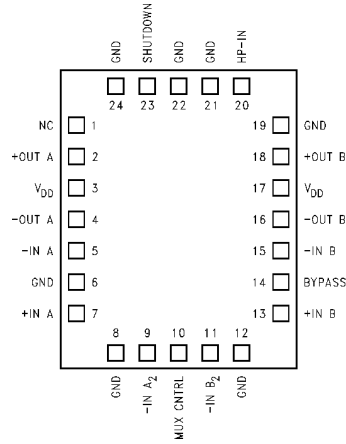 GND
SHUTDOWN
GND
GND
HP-IN
24
23
22
21
20
NC 1
+OUT A 2
VDD 3
-OUT A 4
-IN A 5
GND 6
+IN A 7
19 GND
18 +OUT B
17 VDD
16 -OUT B
15 -IN B
14 BYPASS
13 +IN B
8
9
10
11
12
GND
-IN A2
MUX CNTRL
-IN B2
GND